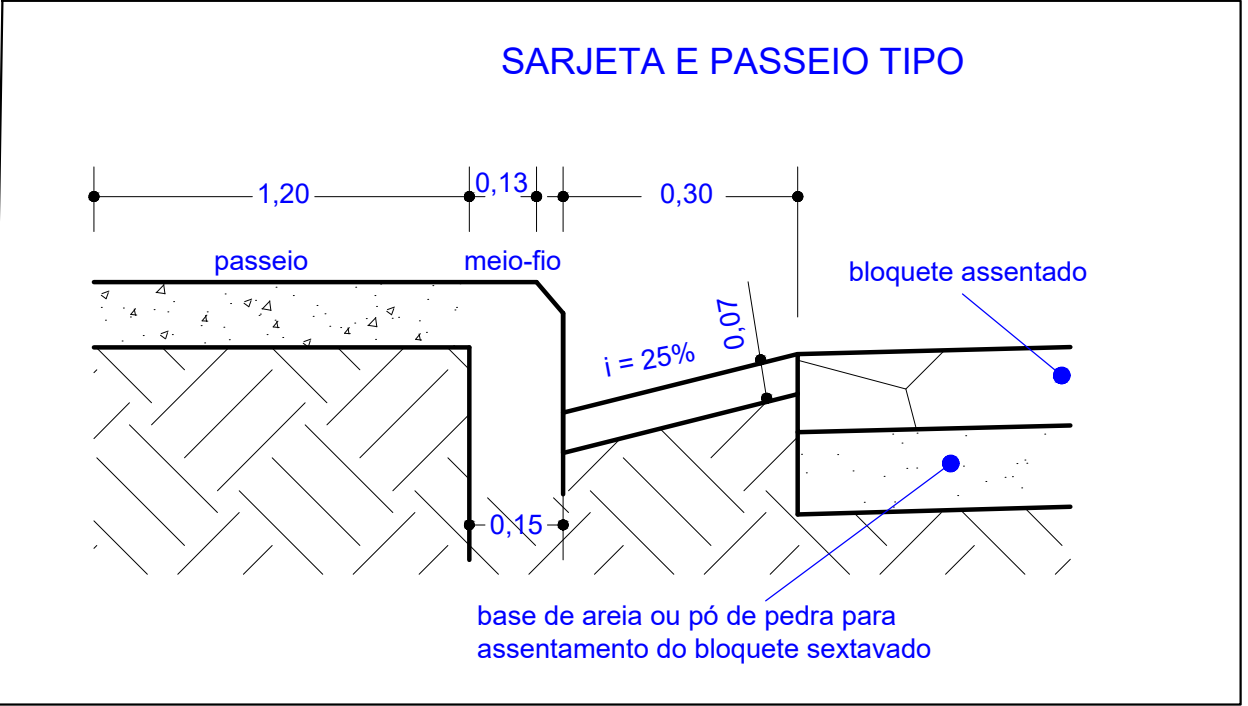 SARJETA E PASSEIO TIPO
1,20
0,13
0,30
passeio
meio-fio
bloquete assentado
0,07
i = 25%
0,15
base de areia ou pó de pedra para
assentamento do bloquete sextavado